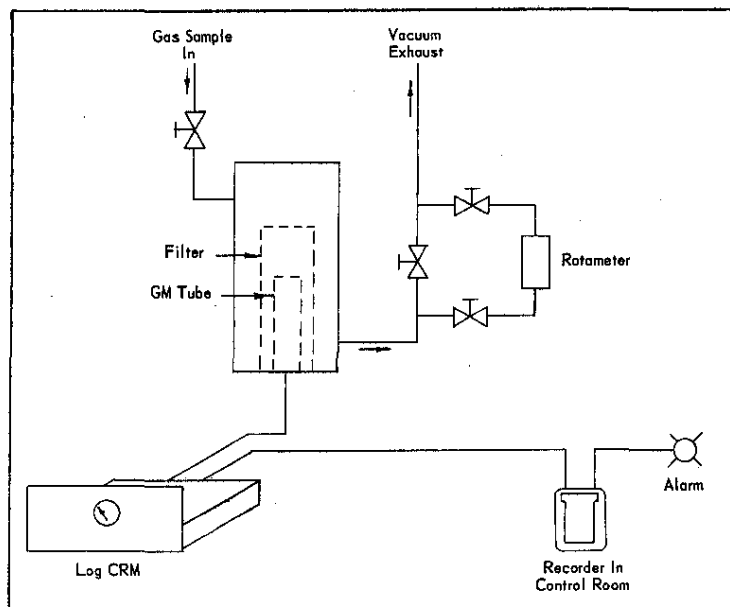 Gas Sample
In
Vacuum
Exhaust
Filter
GM Tube
Rotameter
Alarm
Log CRM
Recorder In
Control Room